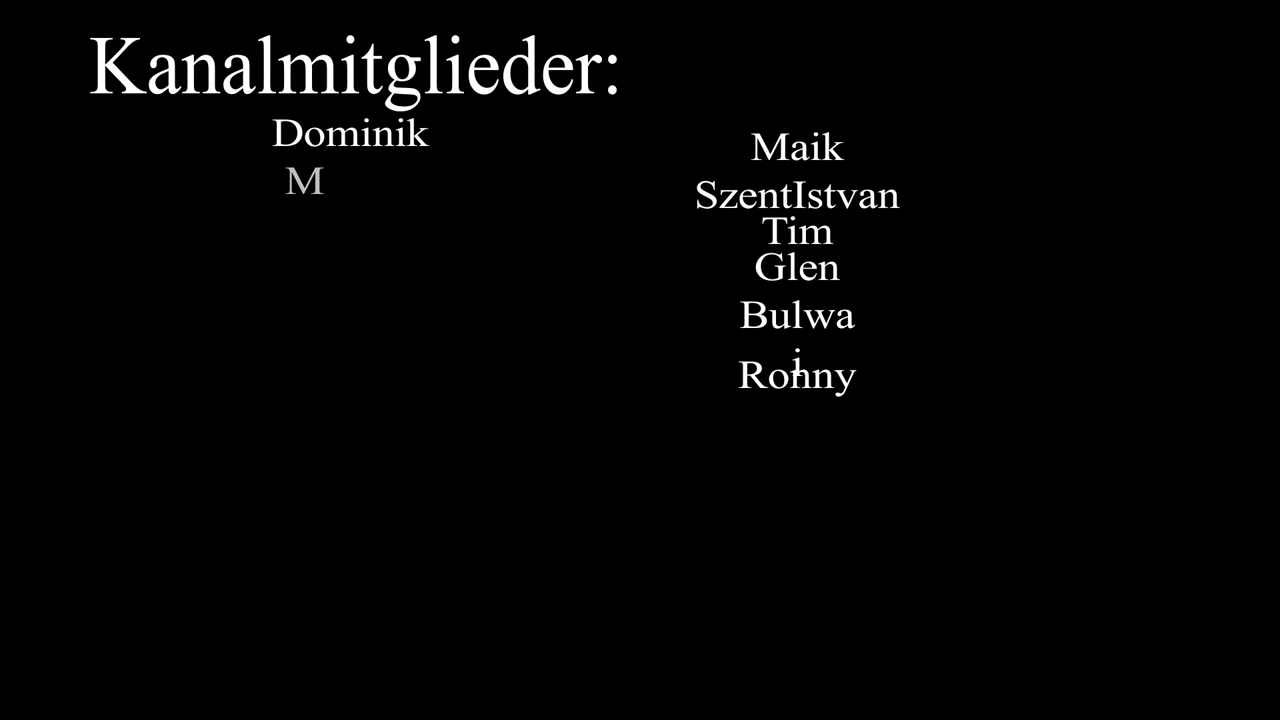 Kanalmitglieder:
Dominik
M
Maik
SzentIstvan
Tim
Glen
Bulwa
i
Ronny